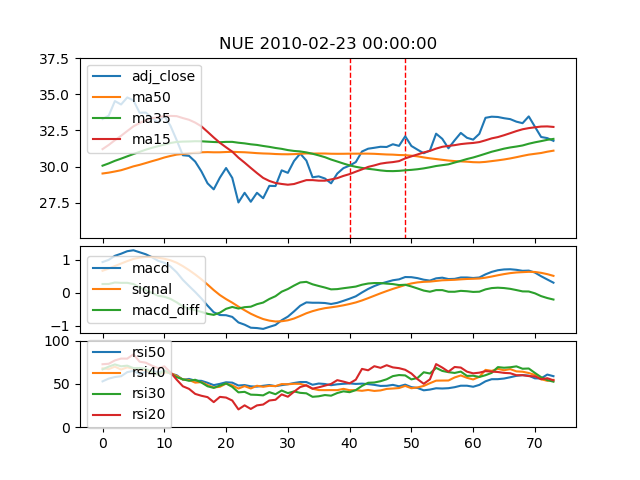 NUE 2010-02-23 00:00:00
37.5
35.0
32.5
30.0
27.5
adj_close
ma50
ma35
ma15
1
0
−1
macd
signal
macd_diff
100
50
0
rsi50
rsi40
rsi30
rsi20
0 10 20 30 40 50 60 70